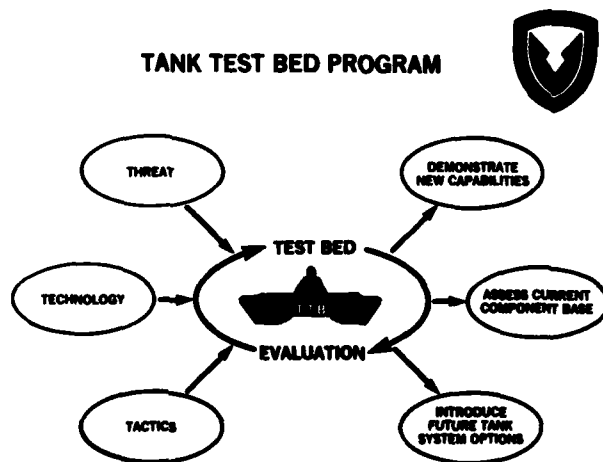 TANK TEST BED PROGRAM
THREAT
DEMONSTRATE
NEW CAPABILITIES
TEST BED
TECHNOLOGY
ASSESS CURRENT
COMPONENT BASE
EVALUATION
TACTICS
INTRODUCE
FUTURE TANK
SYSTEM OPTIONS